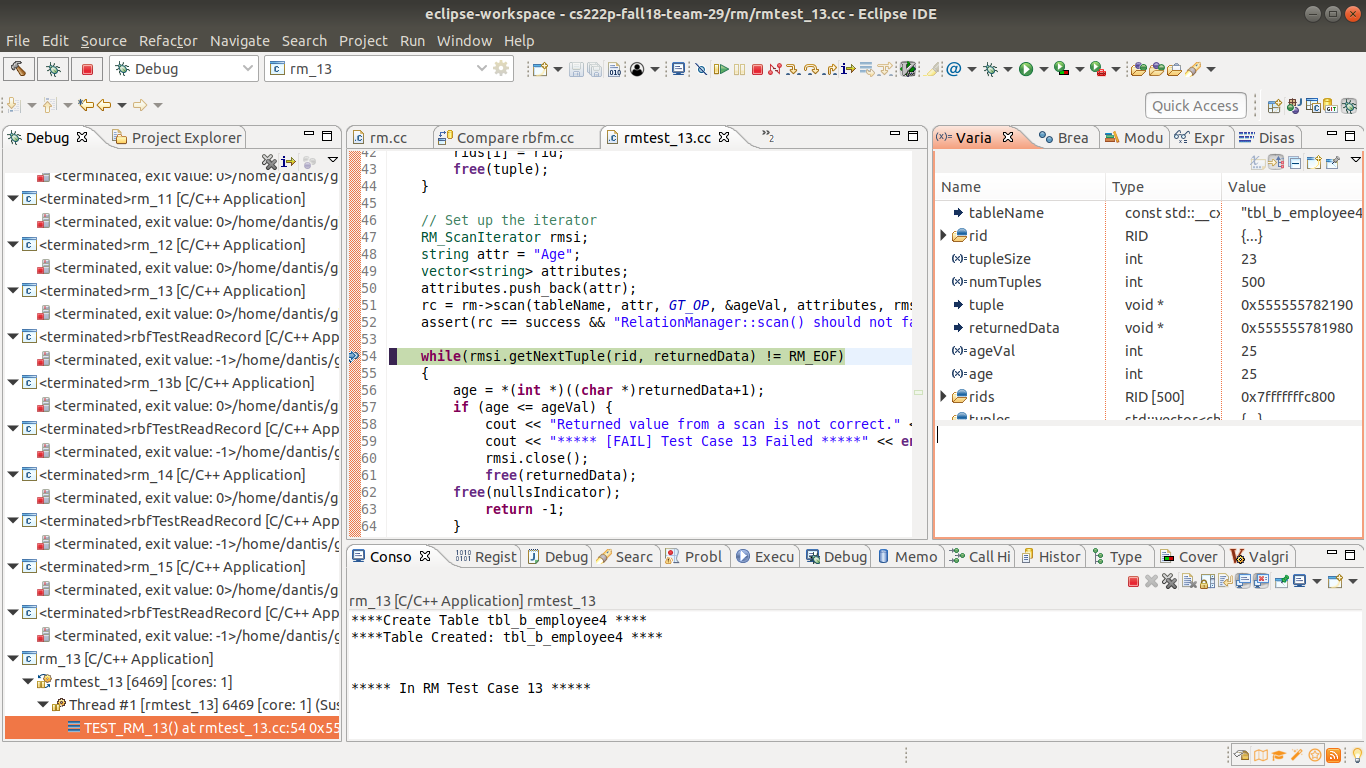 eclipse-workspace - cs222p-fall18-team-29/rm/rmtest_13.cc - Eclipse IDE
File Edit Source Refactor Navigate Search Project Run Window Help
Debug rm_13
Quick Access
Debug Project Explorer
<terminated, exit value: 0>/home/dantis/g
<terminated>rm_11 [C/C++ Application]
<terminated, exit value: 0>/home/dantis/g
<terminated>rm_12 [C/C++ Application]
<terminated, exit value: 0>/home/dantis/g
<terminated>rm_13 [C/C++ Application]
<terminated, exit value: 0>/home/dantis/g
<terminated>rbfTestReadRecord [C/C++ App
<terminated, exit value: -1>/home/dantis/g
<terminated>rm_13b [C/C++ Application]
<terminated, exit value: 0>/home/dantis/g
<terminated>rbfTestReadRecord [C/C++ App
<terminated, exit value: -1>/home/dantis/g
<terminated>rm_14 [C/C++ Application]
<terminated, exit value: 0>/home/dantis/g
<terminated>rbfTestReadRecord [C/C++ App
<terminated, exit value: -1>/home/dantis/g
<terminated>rm_15 [C/C++ Application]
<terminated, exit value: 0>/home/dantis/g
<terminated>rbfTestReadRecord [C/C++ App
<terminated, exit value: -1>/home/dantis/g
rm_13 [C/C++ Application]
rmtest_13 [6469] [cores: 1]
Thread #1 [rmtest_13] 6469 [core: 1] (Sus
TEST_RM_13() at rmtest_13.cc:54 0x55
rm.cc Compare rbfm.cc rmtest_13.cc "2
42 rids[i] = rid;
43 free(tuple);
44 }
45
46 // Set up the iterator
47 RM_ScanIterator rmsi;
48 string attr = "Age";
49 vector<string> attributes;
50 attributes.push_back(attr);
51 rc = rm->scan(tableName, attr, GT_OP, &ageVal, attributes, rms
52 assert(rc == success && "RelationManager::scan() should not fa
53
54 while(rmsi.getNextTuple(rid, returnedData) != RM_EOF)
55 {
56 age = *(int *)((char *)returnedData+1);
57 if (age <= ageVal) {
58 cout << "Returned value from a scan is not correct." <
59 cout << "***** [FAIL] Test Case 13 Failed *****" << en
60 rmsi.close();
61 free(returnedData);
62 free(nullsIndicator);
63 return -1;
64 }
(x)= Varia Brea Modu Expr Disas
Name Type Value
tableName const std::__cx "tbl_b_employee4
rid RID {...}
(x)= tupleSize int 23
(x)= numTuples int 500
tuple void * 0x555555782190
returnedData void * 0x555555781980
(x)= ageVal int 25
(x)= age int 25
rids RID [500] 0x7fffffffc800
tuples std::vector<ch {...}
Conso Regist Debug Searc Probl Execu Debug Memo Call Hi Histor Type Cover Valgri
rm_13 [C/C++ Application] rmtest_13
****Create Table tbl_b_employee4 ****
****Table Created: tbl_b_employee4 ****
***** In RM Test Case 13 *****